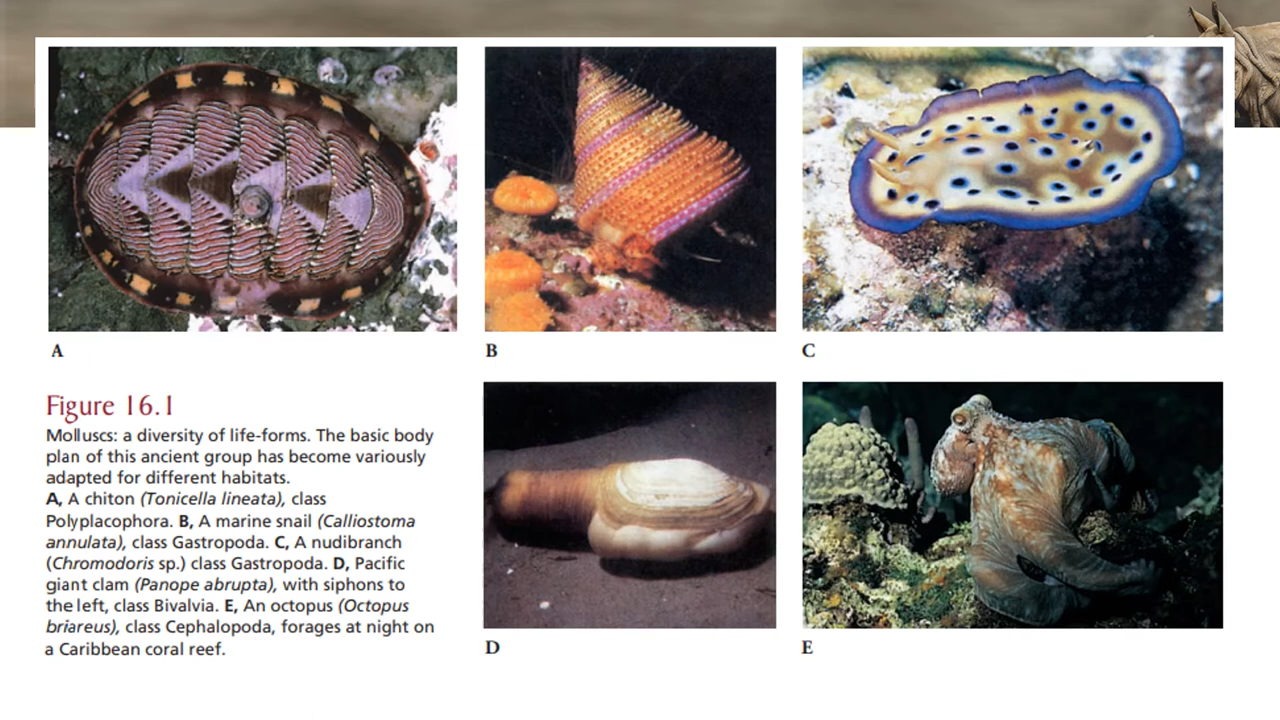 A
B
C
Figure 16.1
Molluscs: a diversity of life-forms. The basic body
plan of this ancient group has become variously
adapted for different habitats.
A, A chiton (Tonicella lineata), class
Polyplacophora. B, A marine snail (Calliostoma
annulata), class Gastropoda. C, A nudibranch
(Chromodoris sp.) class Gastropoda. D, Pacific
giant clam (Panope abrupta), with siphons to
the left, class Bivalvia. E, An octopus (Octopus
briareus), class Cephalopoda, forages at night on
a Caribbean coral reef.
D
E